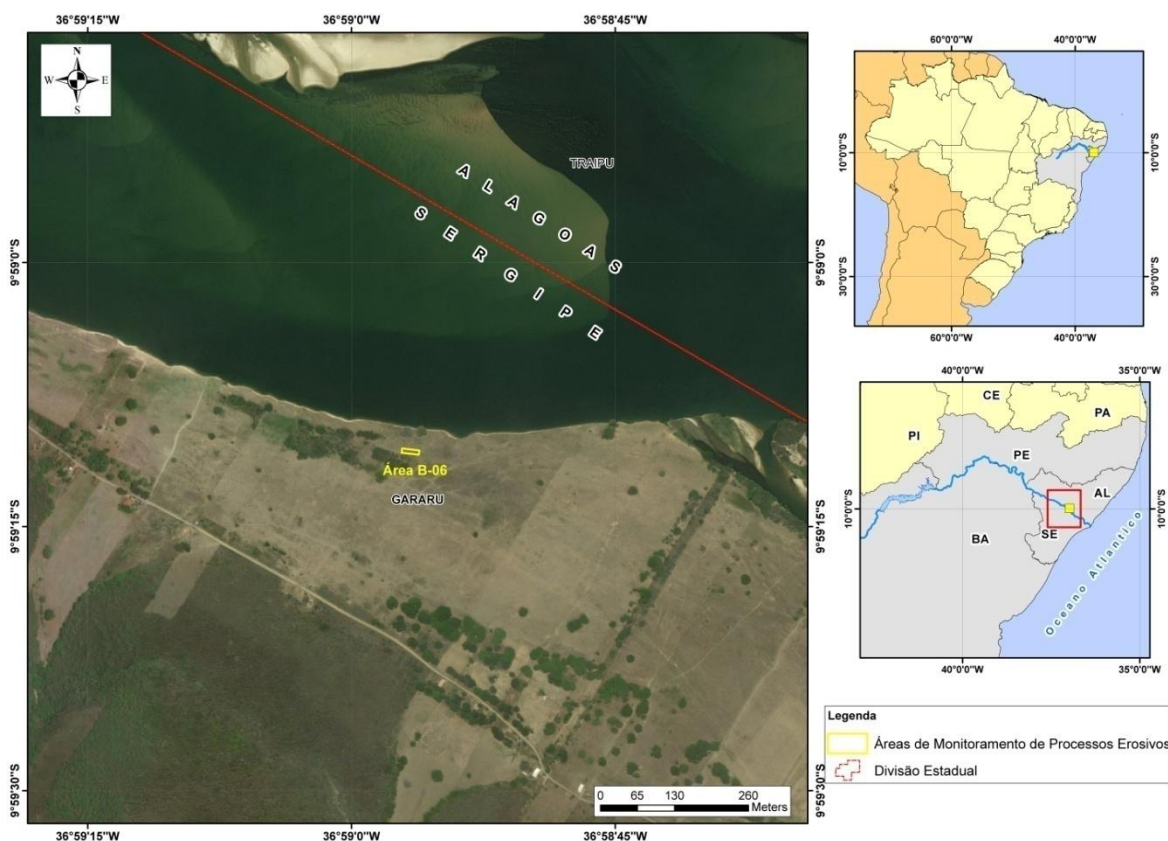 36°59'15"W
36°59'0"W
36°58'45"W
N
W E
S
TRAIPU
ALAGOAS
SERGIPE
9°59'0"S
9°59'0"S
Área B-06
GARARU
9°59'15"S
9°59'15"S
9°59'30"S
9°59'30"S
0 65 130 260
Meters
36°59'15"W
36°59'0"W
36°58'45"W
60°0'0"W
40°0'0"W
10°0'0"S
10°0'0"S
30°0'0"S
30°0'0"S
60°0'0"W
40°0'0"W
40°0'0"W
35°0'0"W
CE
PA
PI
PE
AL
10°0'0"S
10°0'0"S
SE
BA
Oceano Atlantico
40°0'0"W
35°0'0"W
Legenda
Áreas de Monitoramento de Processos Erosivos
Divisão Estadual